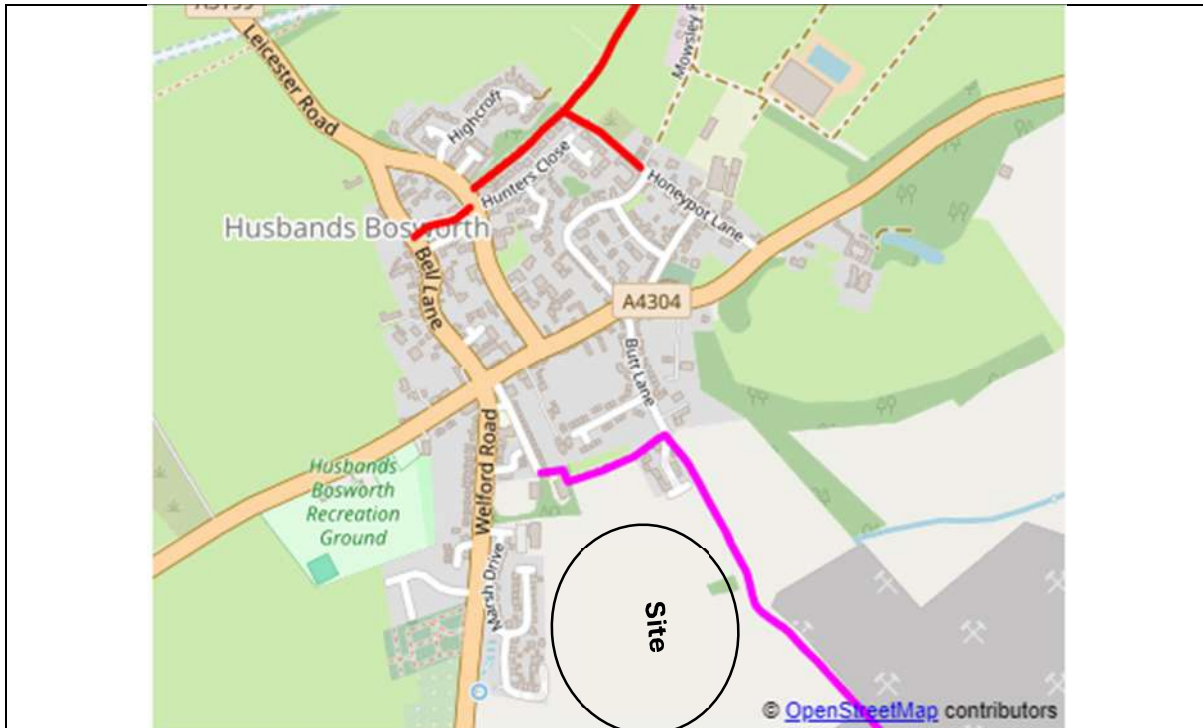 A5199
Leicester Road
Highcroft
Hunters Close
Honeypot Lane
Husbands Bosworth
Bell Lane
A4304
Butt Lane
Welford Road
Husbands
Bosworth
Recreation
Ground
Marsh Drive
Site
© OpenStreetMap contributors